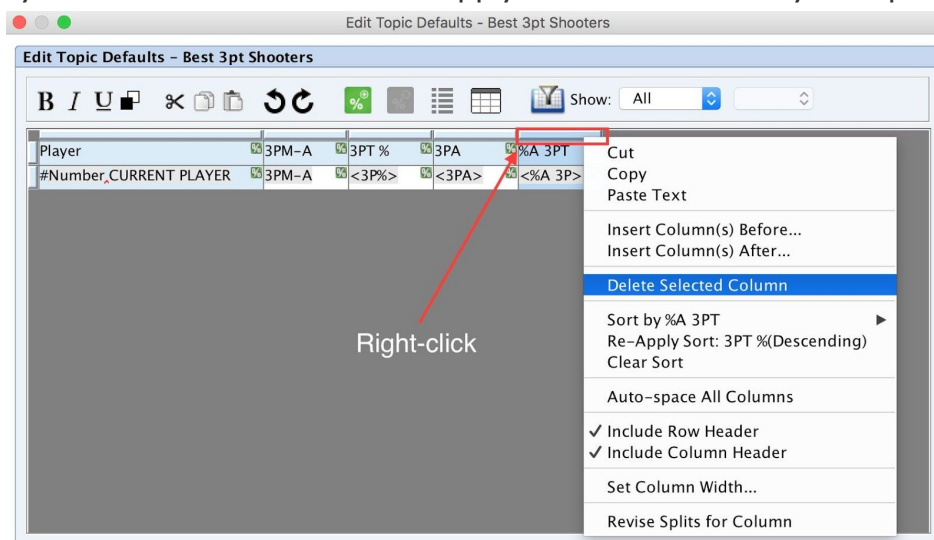 Edit Topic Defaults - Best 3pt Shooters
Edit Topic Defaults - Best 3pt Shooters
B I U Show: All
Player 3PM-A 3PT % 3PA %A 3PT
#Number CURRENT PLAYER 3PM-A <3P%> <3PA> <%A 3P>
Cut
Copy
Paste Text
Insert Column(s) Before...
Insert Column(s) After...
Delete Selected Column
Sort by %A 3PT
Re-Apply Sort: 3PT %(Descending)
Clear Sort
Auto-space All Columns
✓ Include Row Header
✓ Include Column Header
Set Column Width...
Revise Splits for Column
Right-click